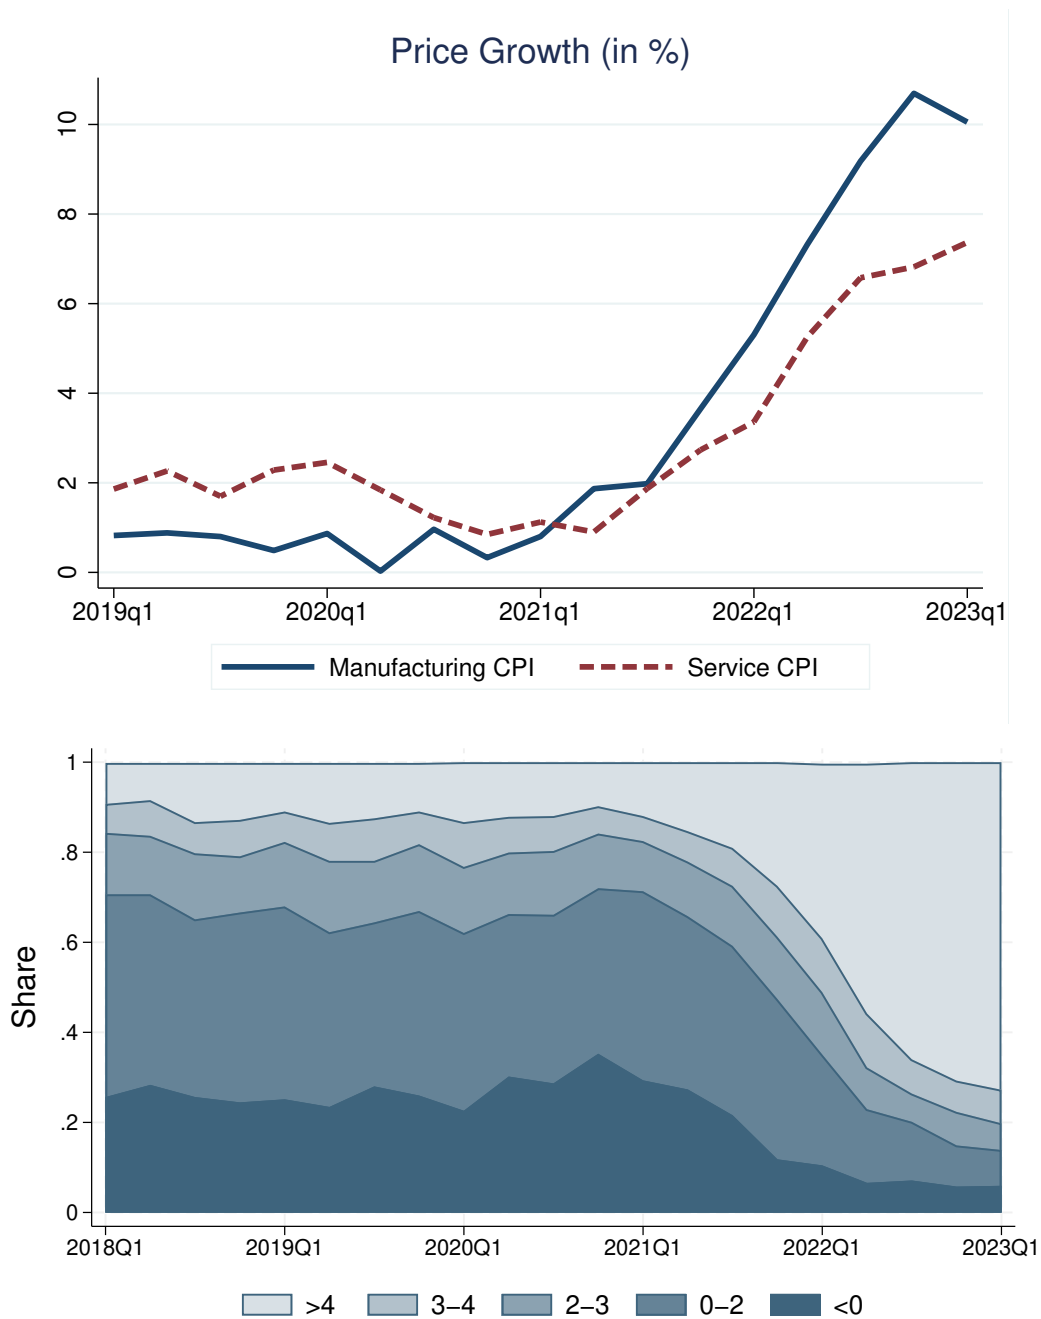 Price Growth (in %)
10
8
6
4
2
0
2019q1 2020q1 2021q1 2022q1 2023q1
Manufacturing CPI Service CPI
Share
1
.8
.6
.4
.2
0
2018Q1 2019Q1 2020Q1 2021Q1 2022Q1 2023Q1
>4 3–4 2–3 0–2 <0